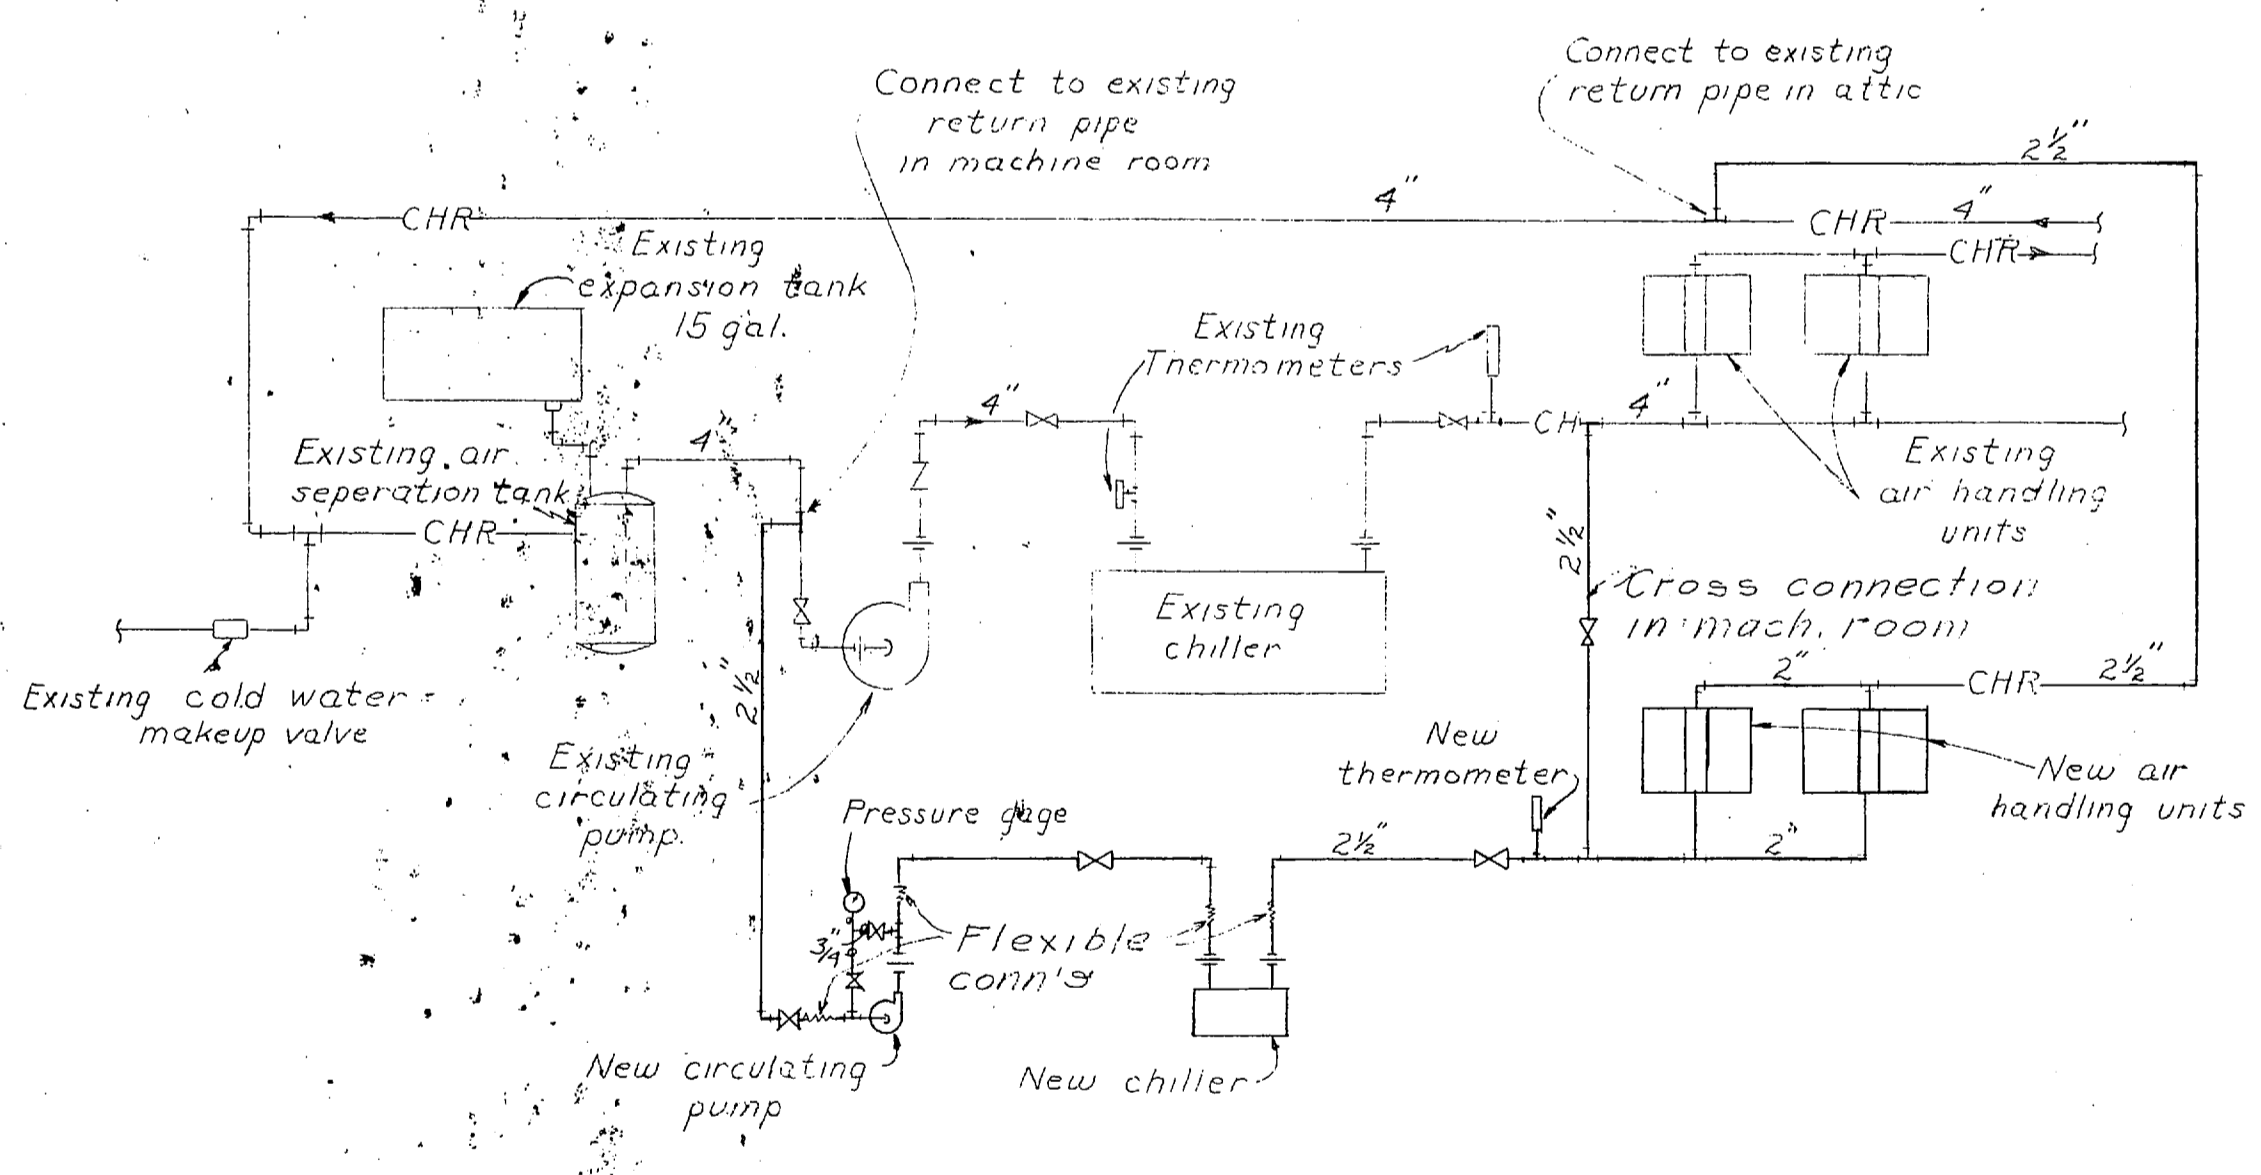 Connect to existing
return pipe in attic
Connect to existing
return pipe
in machine room
2½"
4"
4"
CHR
CHR
CHR
Existing
expansion tank
15 gal.
Existing
Thermometers
4"
4"
4"
CH
Existing air
seperation tank
CHR
Existing
air handling
units
2½"
Cross connection
in mach. room
Existing
chiller
Existing cold water
makeup valve
2½"
2"
CHR
2½"
Existing
circulating
pump.
New
thermometer
New air
handling units
Pressure gage
2½"
2"
3/4"
Flexible
conn's
New circulating
pump
New chiller